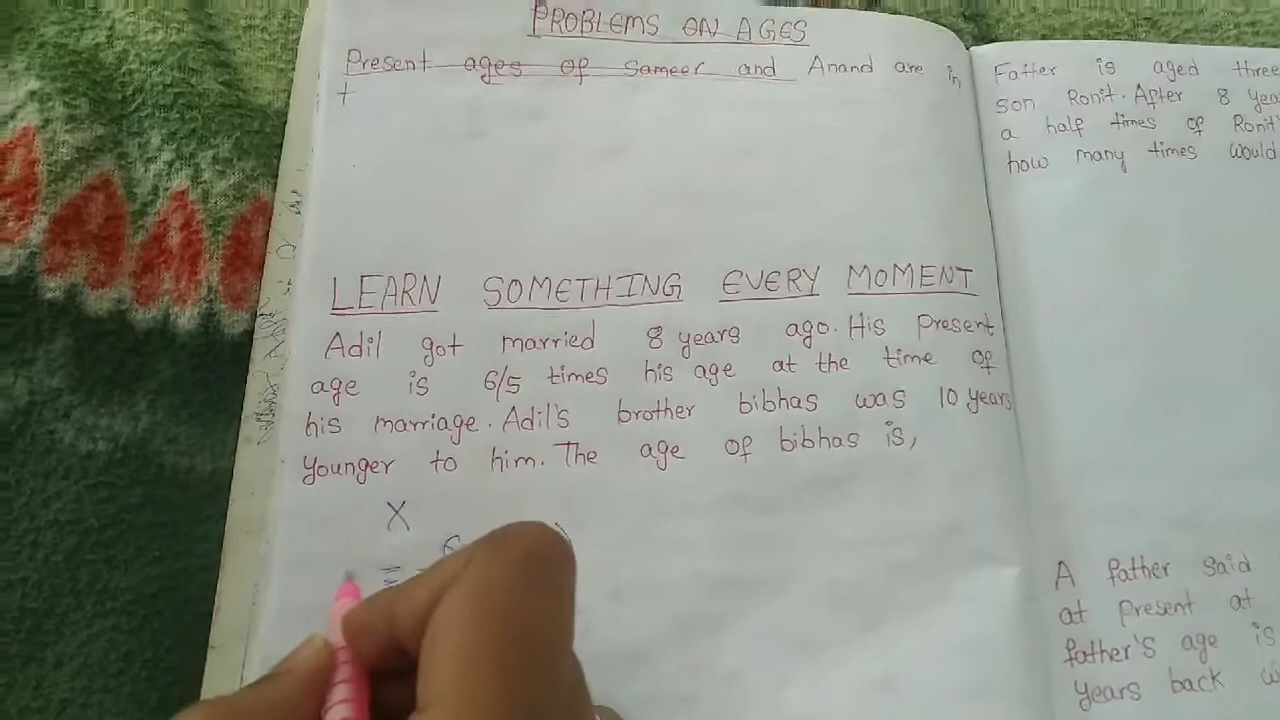 PROBLEMS ON AGES
Present ages of Sameer and Anand are in
t
LEARN SOMETHING EVERY MOMENT
Adil got married 8 years ago. His present
age is 6/5 times his age at the time of
his marriage. Adil's brother bibhas was 10 years
younger to him. The age of bibhas is,
X
6
=
Father is aged three
son Ronit. After 8 yea
a half times of Ronit'
how many times would
A father said
at present at
father's age is
years back w